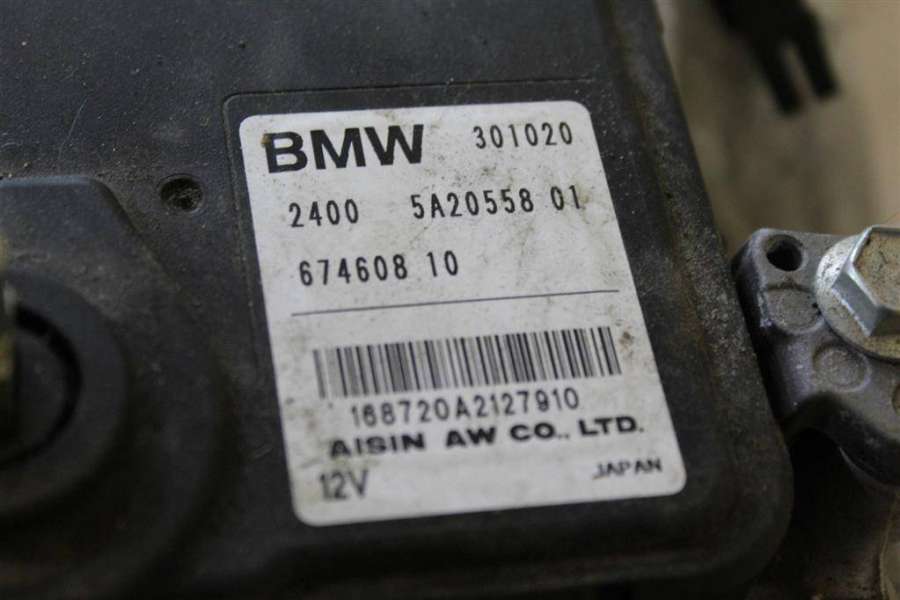 BMW 301020
2400 5A20558 01
674608 10
168720A2127910
AISIN AW CO., LTD.
12V JAPAN